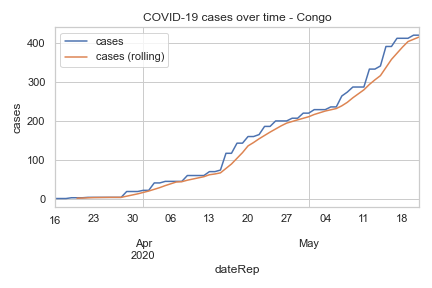 COVID-19 cases over time - Congo
cases
cases (rolling)
cases
400
300
200
100
0
16 23 30 06 13 20 27 04 11 18
Apr May
2020
dateRep